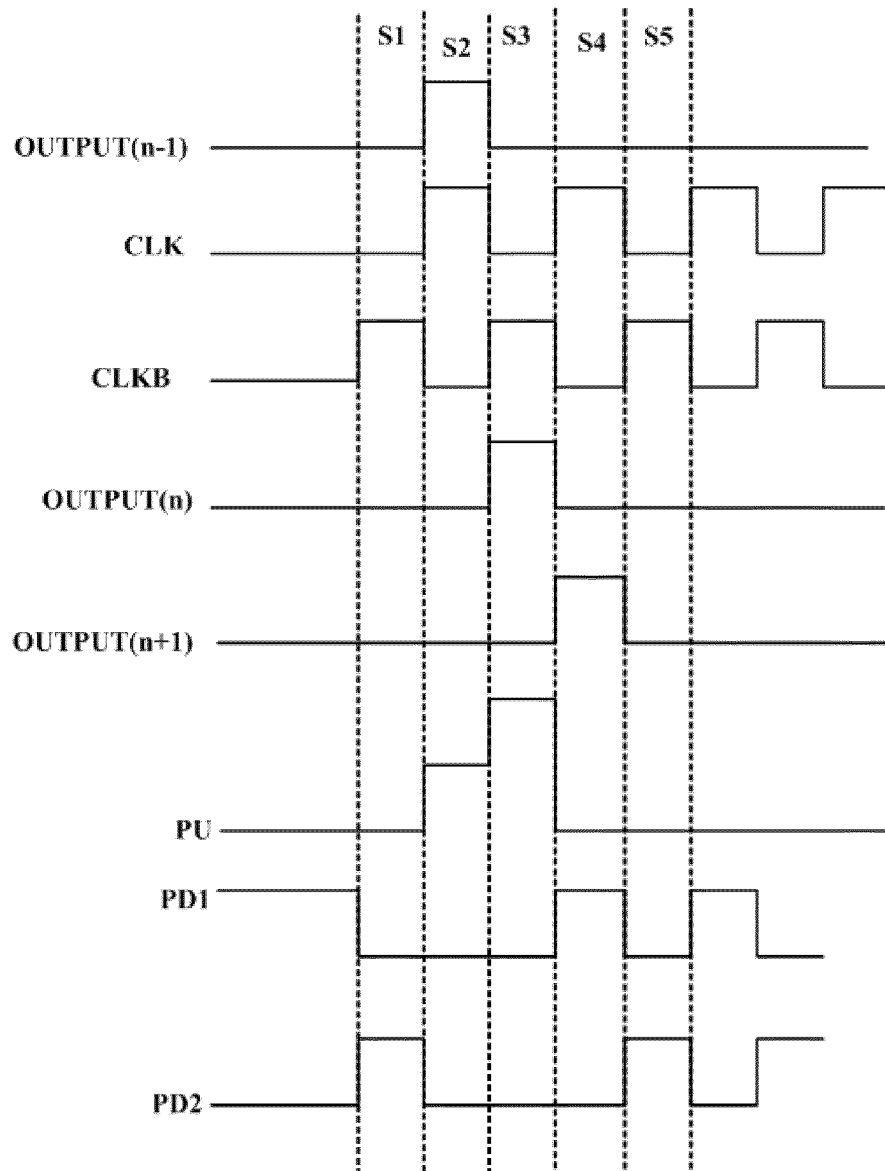 S1
S2
S3
S4
S5
OUTPUT(n-1)
CLK
CLKB
OUTPUT(n)
OUTPUT(n+1)
PU
PD1
PD2